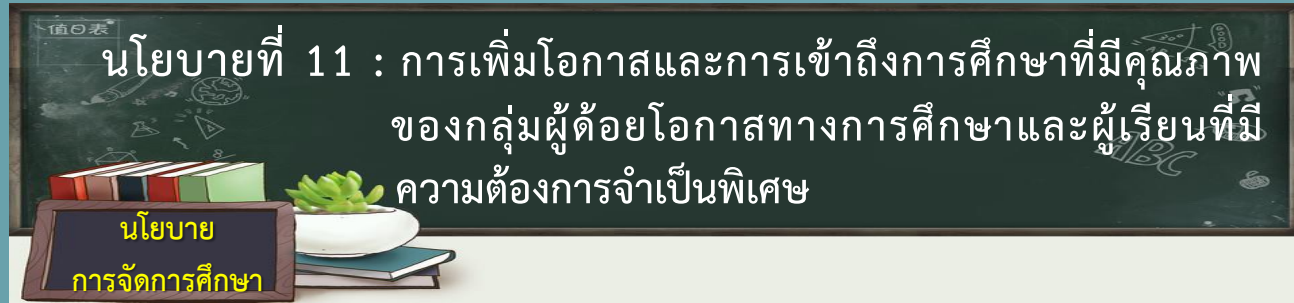 值日表
นโยบายที่ 11 : การเพิ่มโอกาสและการเข้าถึงการศึกษาที่มีคุณภาพ
ของกลุ่มผู้ด้อยโอกาสทางการศึกษาและผู้เรียนที่มี
ความต้องการจำเป็นพิเศษ
ABC
นโยบาย
การจัดการศึกษา